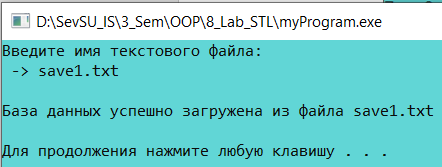 D:\SevSU_IS\3_Sem\OOP\8_Lab_STL\myProgram.exe
Введите имя текстового файла:
-> save1.txt
База данных успешно загружена из файла save1.txt
Для продолжения нажмите любую клавишу . . .